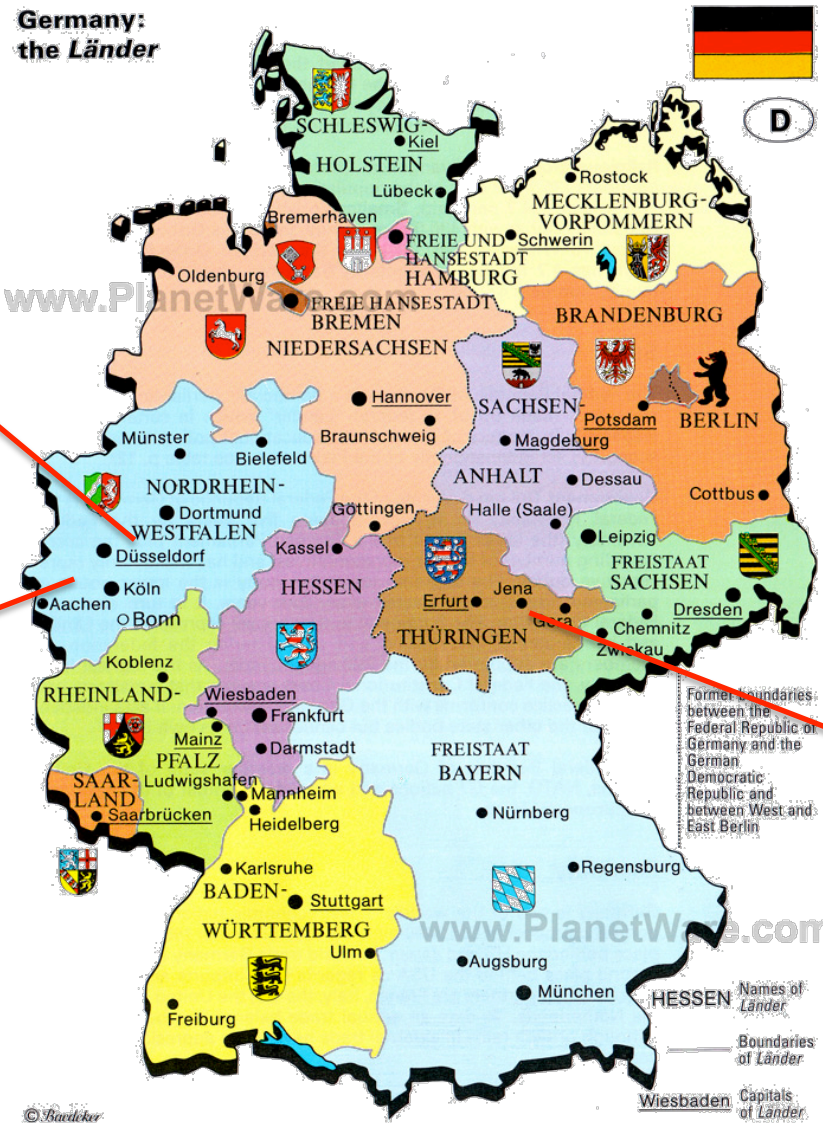 Germany:
the Länder
D
SCHLESWIG-
Kiel
HOLSTEIN
Lübeck
Rostock
MECKLENBURG-
VORPOMMERN
Schwerin
Bremerhaven
FREIE UND
HANSESTADT
HAMBURG
Oldenburg
www.PlanetWare.com
FREIE HANSESTADT
BREMEN
NIEDERSACHSEN
BRANDENBURG
Hannover
SACHSEN-
Potsdam
BERLIN
Braunschweig
Magdeburg
Münster
Bielefeld
ANHALT
Dessau
NORDRHEIN-
Cottbus
Dortmund
Göttingen
Halle (Saale)
WESTFALEN
Leipzig
Düsseldorf
Kassel
FREISTAAT
SACHSEN
HESSEN
Köln
Jena
Aachen
Erfurt
Dresden
Bonn
Gera
Chemnitz
THÜRINGEN
Zwickau
Koblenz
RHEINLAND-
Wiesbaden
Frankfurt
Mainz
Darmstadt
PFALZ
FREISTAAT
BAYERN
Former boundaries
between the
Federal Republic of
Germany and the
German
Democratic
Republic and
between West and
East Berlin
SAAR-
LAND
Ludwigshafen
Mannheim
Saarbrücken
Heidelberg
Nürnberg
Karlsruhe
Regensburg
BADEN-
Stuttgart
WÜRTTEMBERG
www.PlanetWare.com
Ulm
Augsburg
München
Freiburg
HESSEN
Names of
Länder
Boundaries
of Länder
Wiesbaden
Capitals
of Länder
© Baedeker